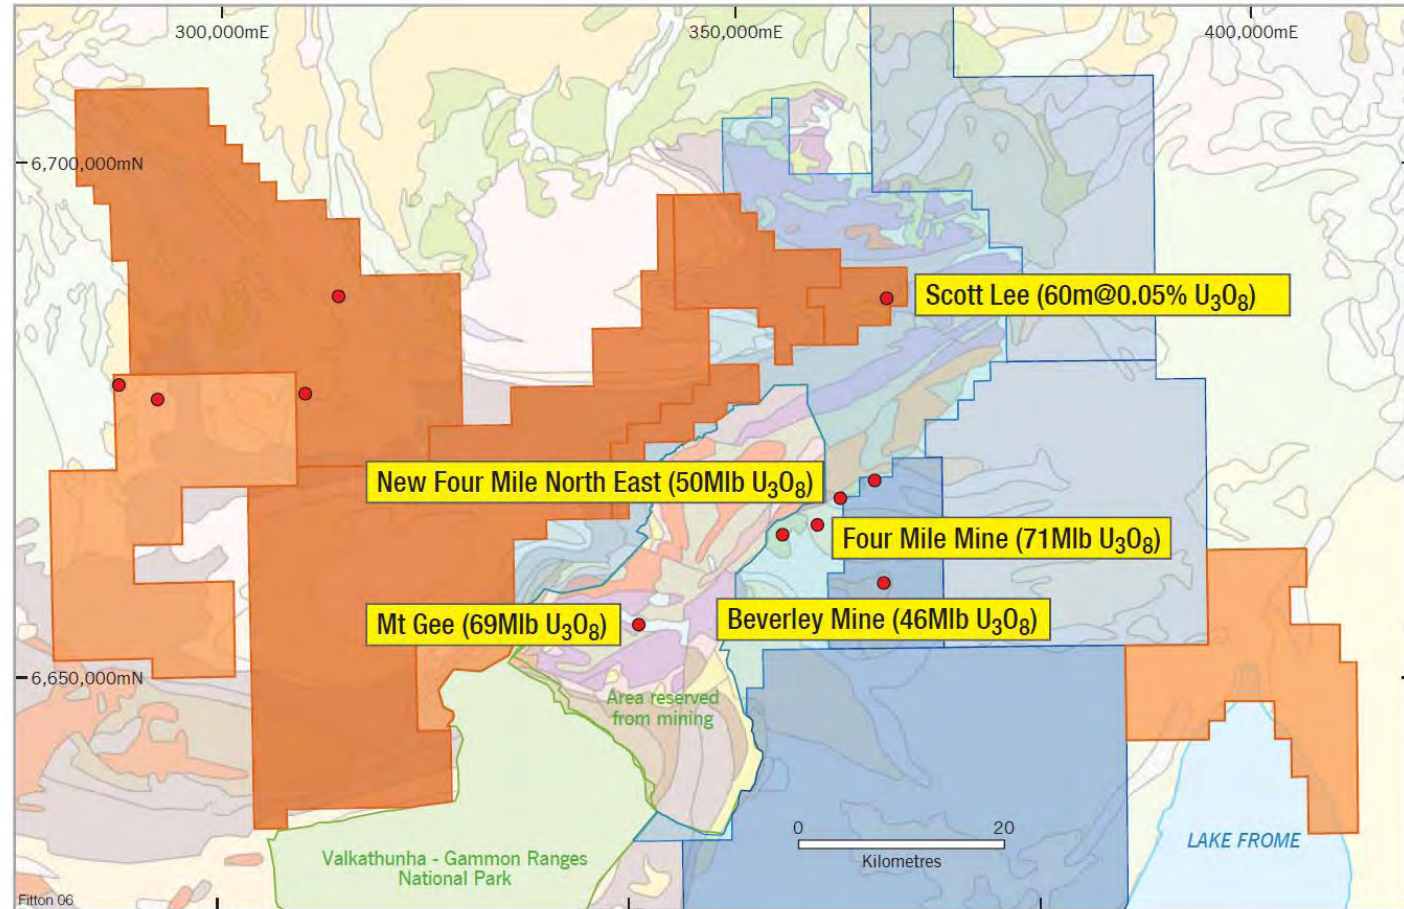 300,000mE
350,000mE
400,000mE
6,700,000mN
Scott Lee (60m@0.05% U₃O₈)
New Four Mile North East (50Mlb U₃O₈)
Four Mile Mine (71Mlb U₃O₈)
Mt Gee (69Mlb U₃O₈)
Beverley Mine (46Mlb U₃O₈)
6,650,000mN
Area reserved
from mining
0 20
Kilometres
LAKE FROME
Valkathunha - Gammon Ranges
National Park
Fitton 06